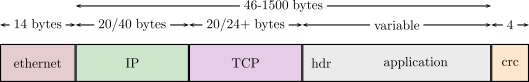 46-1500 bytes
14 bytes 20/40 bytes 20/24+ bytes variable 4
ethernet IP TCP hdr application crc